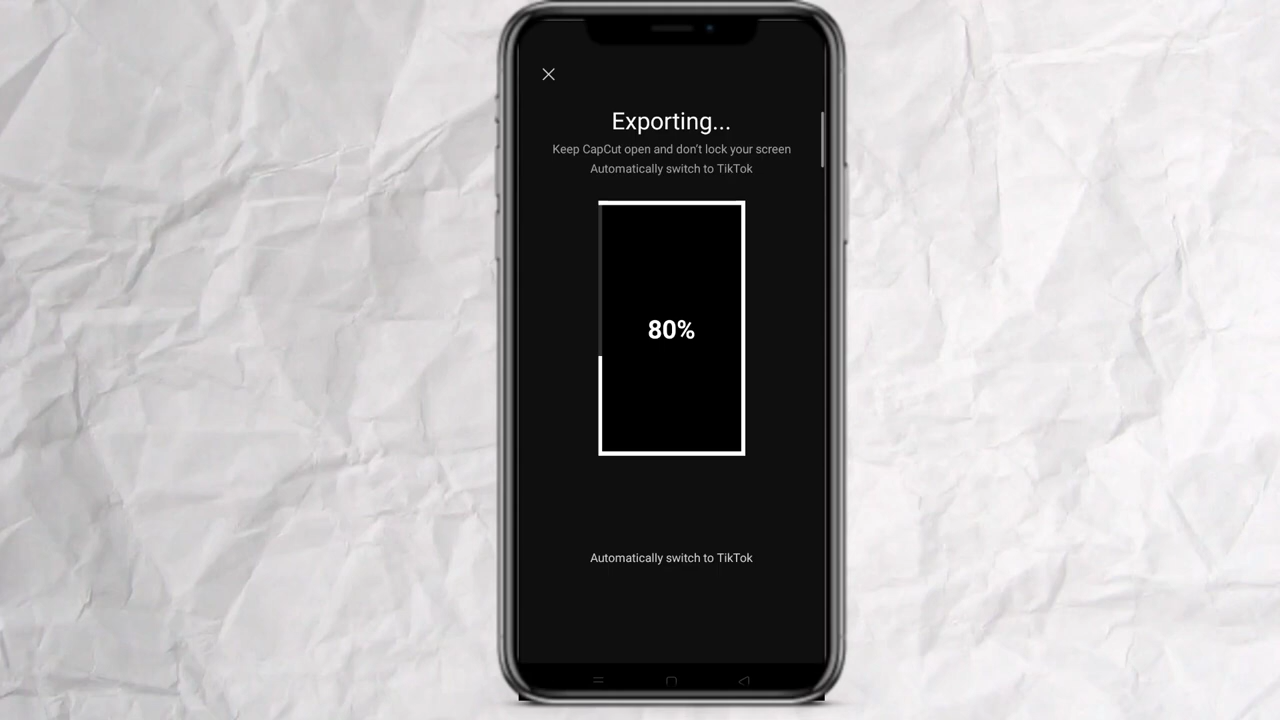 Exporting...
Keep CapCut open and don't lock your screen
Automatically switch to TikTok
80%
Automatically switch to TikTok